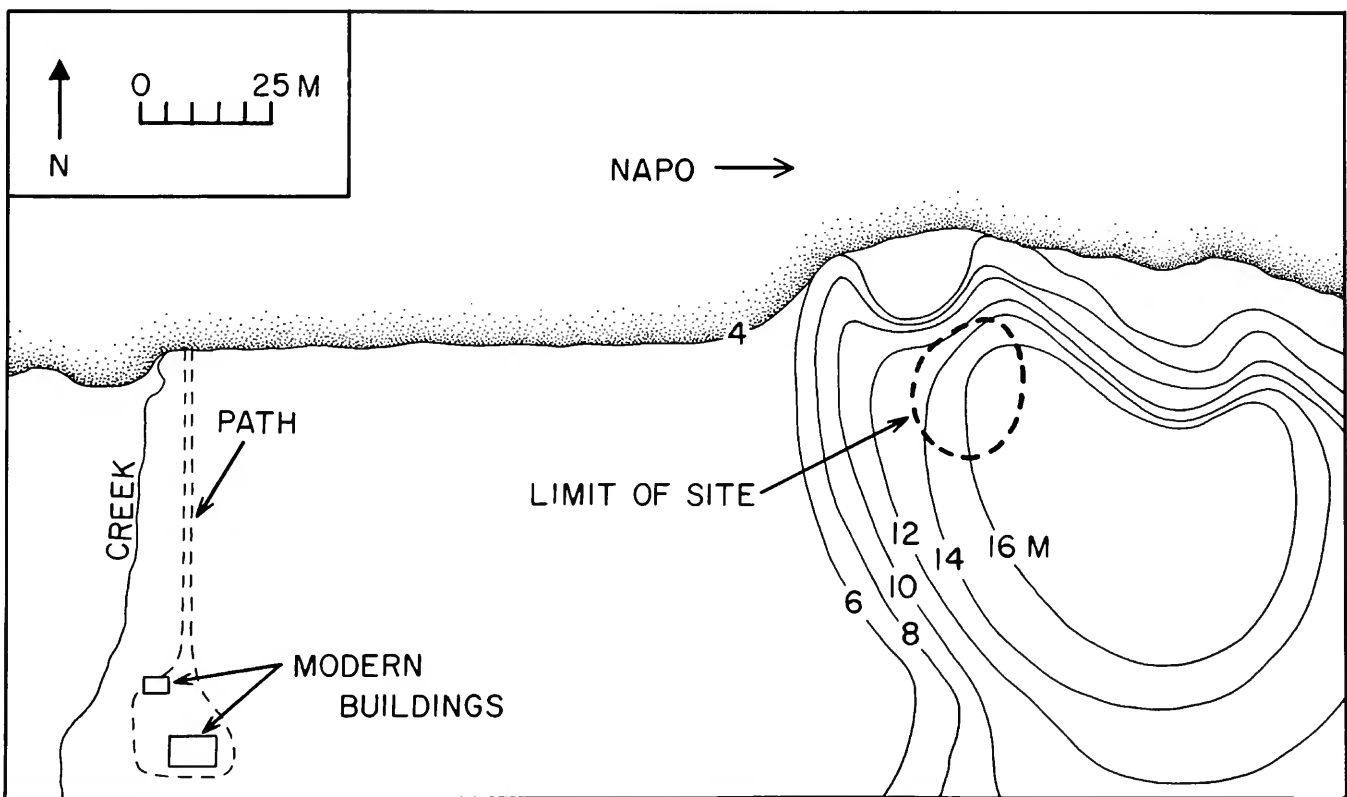 0 25 M
N
NAPO
4
PATH
CREEK
LIMIT OF SITE
12
14
16 M
10
6
8
MODERN
BUILDINGS